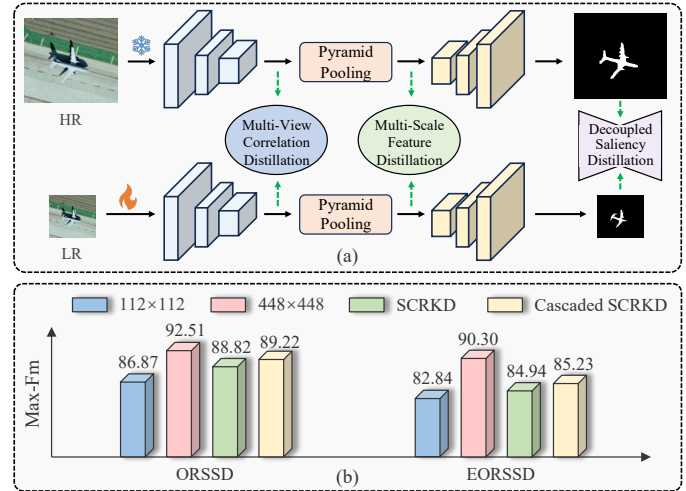 HR
Pyramid
Pooling
Multi-View
Correlation
Distillation
Multi-Scale
Feature
Distillation
Decoupled
Saliency
Distillation
LR
Pyramid
Pooling
(a)
112×112
448×448
SCRKD
Cascaded SCRKD
Max-Fm
86.87
92.51
88.82
89.22
82.84
90.30
84.94
85.23
ORSSD
(b)
EORSSD